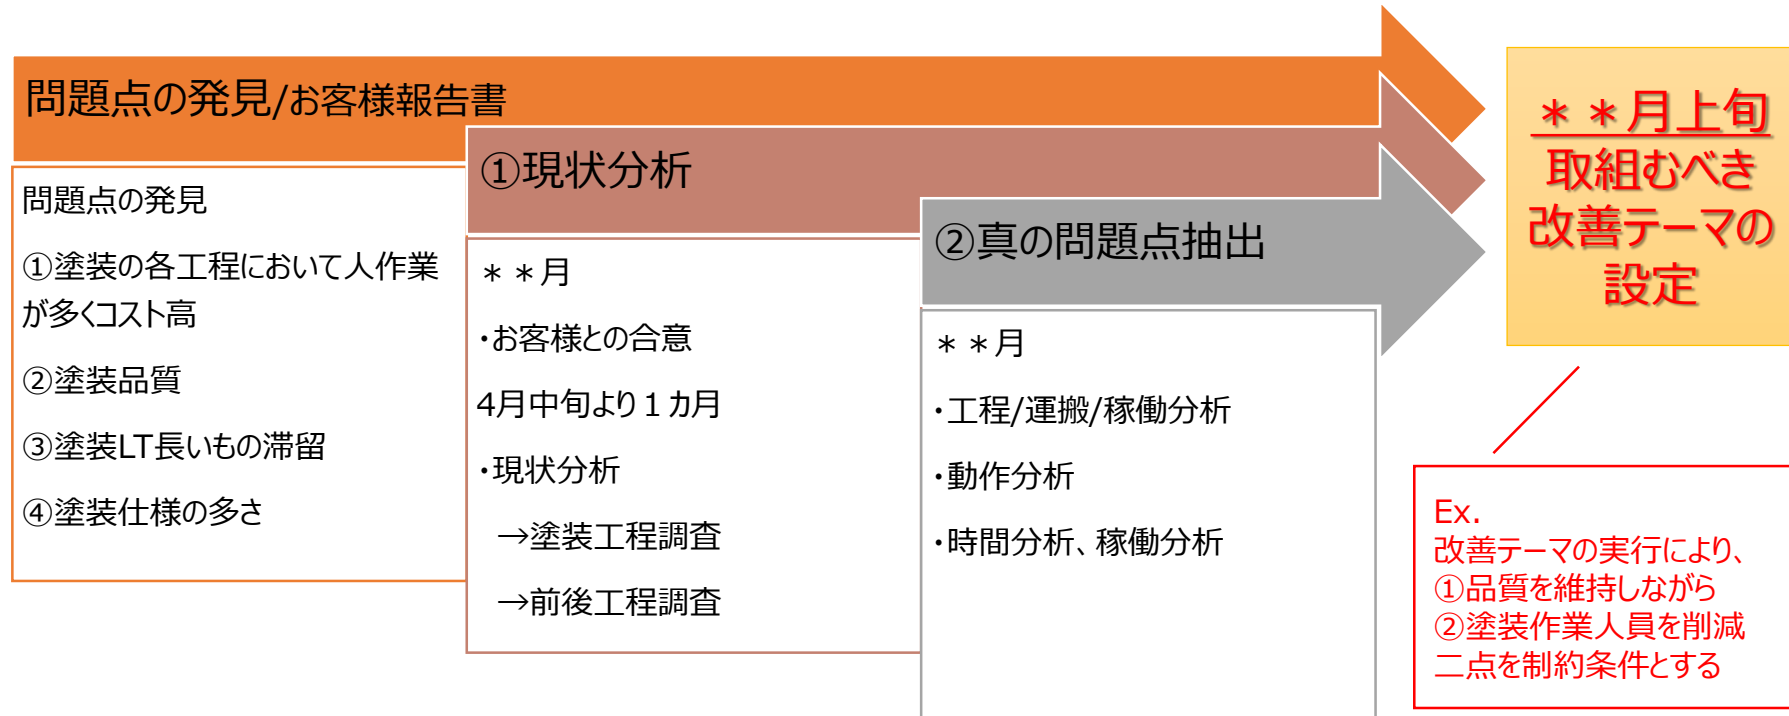 問題点の発見/お客様報告書
問題点の発見
①塗装の各工程において人作業
が多くコスト高
②塗装品質
③塗装LT長いもの滞留
④塗装仕様の多さ
①現状分析
＊＊月
・お客様との合意
4月中旬より１カ月
・現状分析
→塗装工程調査
→前後工程調査
②真の問題点抽出
＊＊月
・工程/運搬/稼働分析
・動作分析
・時間分析、稼働分析
＊＊月上旬
取組むべき
改善テーマの
設定
Ex.
改善テーマの実行により、
①品質を維持しながら
②塗装作業人員を削減
二点を制約条件とする